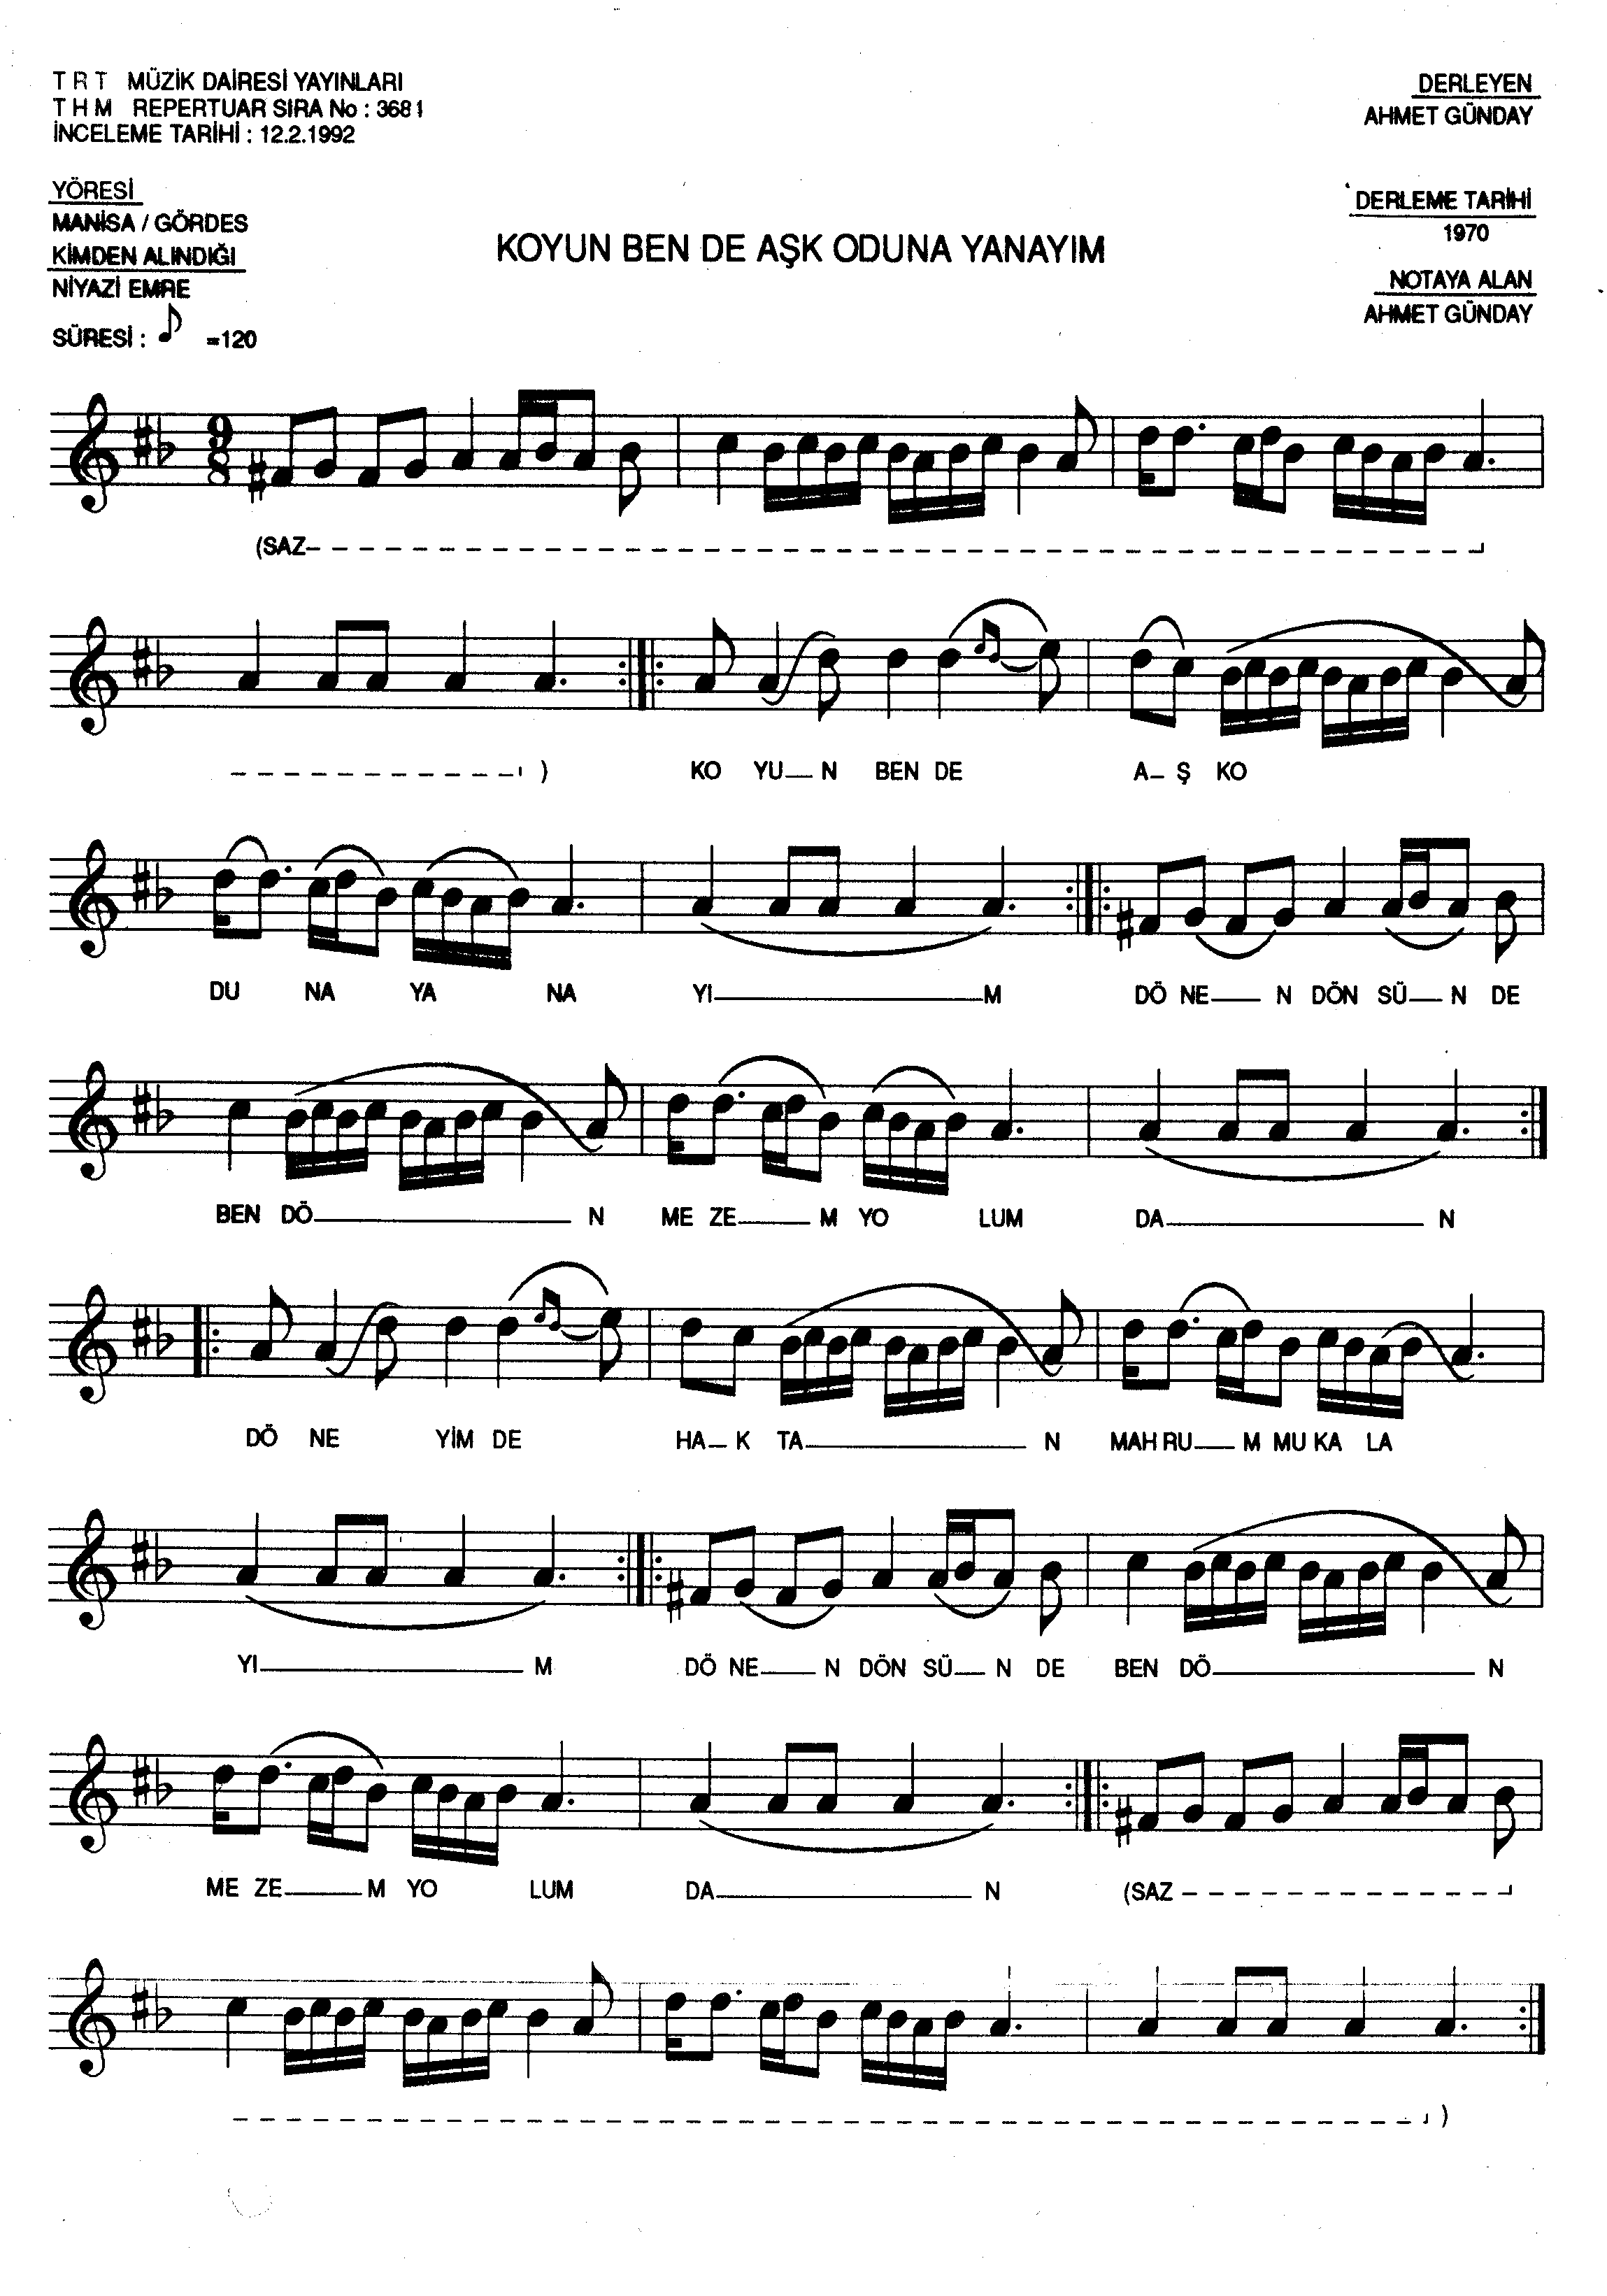 T R T MÜZİK DAİRESİ YAYINLARI
T H M REPERTUAR SIRA No : 3681
İNCELEME TARİHİ : 12.2.1992
DERLEYEN
AHMET GÜNDAY
YÖRESİ
MANİSA / GÖRDES
KİMDEN ALINDIĞI
NİYAZİ EMRE
SÜRESİ : ♪ =120
KOYUN BEN DE AŞK ODUNA YANAYIM
DERLEME TARİHİ
1970
NOTAYA ALAN
AHMET GÜNDAY
9
8
(SAZ
) KO YU N BEN DE A Ş KO
DU NA YA NA YI M DÖ NE N DÖN SÜ N DE
BEN DÖ N ME ZE M YO LUM DA N
DÖ NE YİM DE HA K TA N MAH RU M MU KA LA
YI M DÖ NE N DÖN SÜ N DE BEN DÖ N
ME ZE M YO LUM DA N (SAZ
)